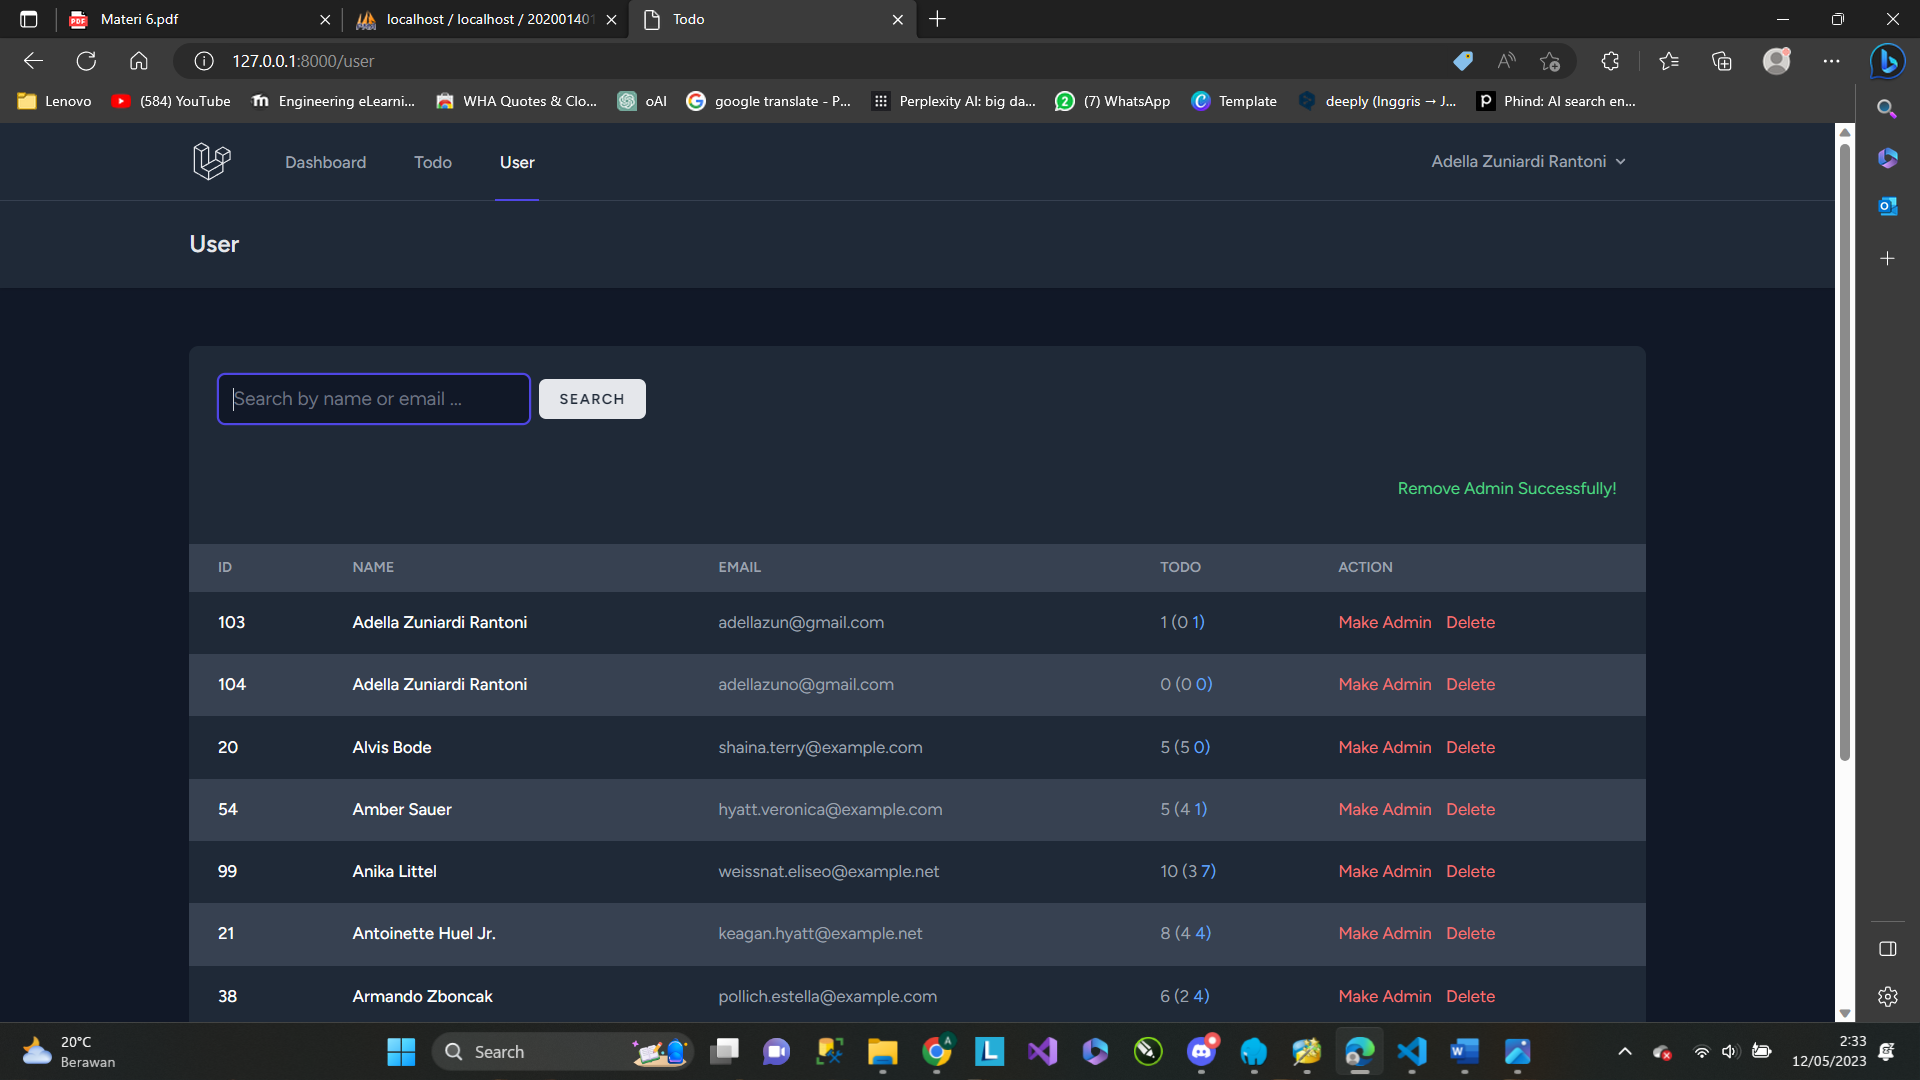 Materi 6.pdf
localhost / localhost / 202001401
Todo
127.0.0.1:8000/user
Lenovo
(584) YouTube
Engineering eLearni...
WHA Quotes & Clo...
oAI
google translate - P...
Perplexity AI: big da...
(7) WhatsApp
Template
deeply (Inggris → J...
Phind: AI search en...
Dashboard
Todo
User
Adella Zuniardi Rantoni
User
Search by name or email ...
SEARCH
Remove Admin Successfully!
ID NAME EMAIL TODO ACTION
103 Adella Zuniardi Rantoni adellazun@gmail.com 1 (0 1) Make Admin Delete
104 Adella Zuniardi Rantoni adellazuno@gmail.com 0 (0 0) Make Admin Delete
20 Alvis Bode shaina.terry@example.com 5 (5 0) Make Admin Delete
54 Amber Sauer hyatt.veronica@example.com 5 (4 1) Make Admin Delete
99 Anika Littel weissnat.eliseo@example.net 10 (3 7) Make Admin Delete
21 Antoinette Huel Jr. keagan.hyatt@example.net 8 (4 4) Make Admin Delete
38 Armando Zboncak pollich.estella@example.com 6 (2 4) Make Admin Delete
20°C
Berawan
Search
2:33
12/05/2023